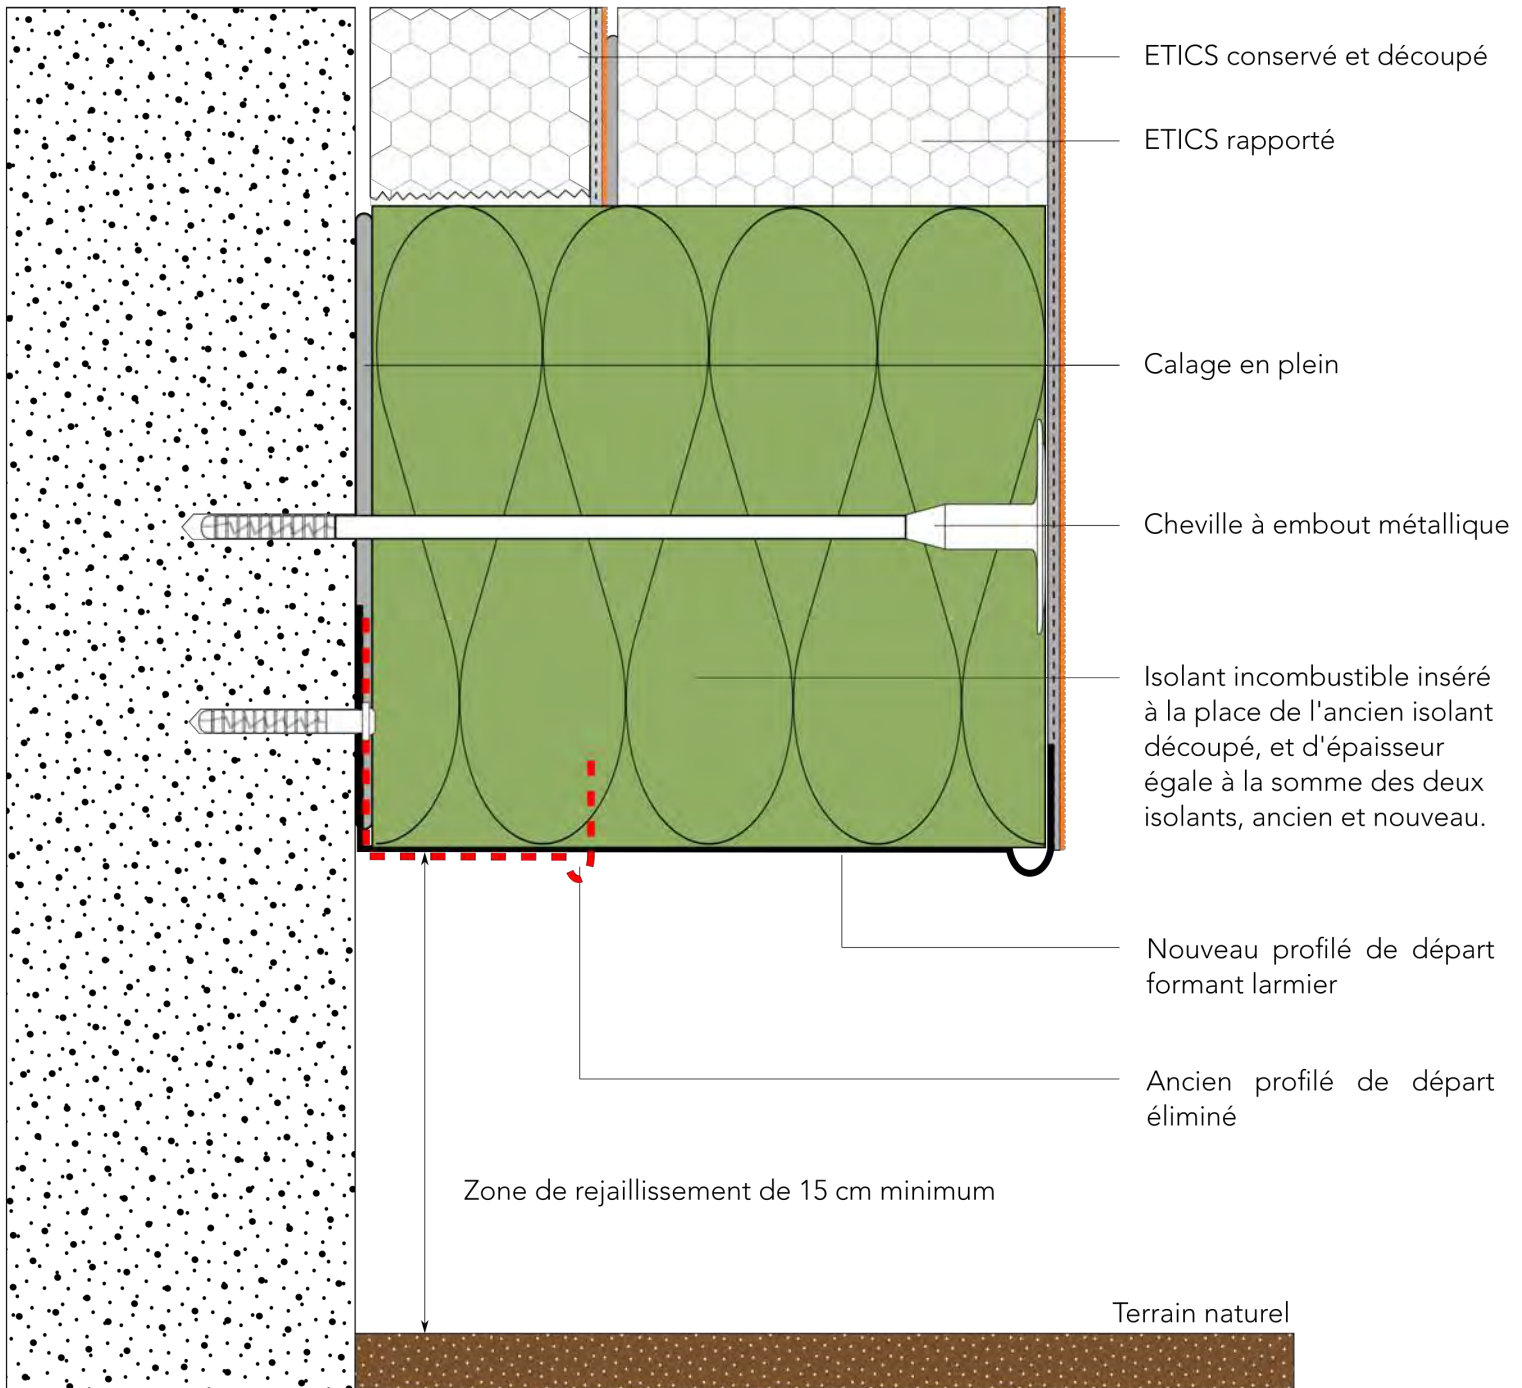 ETICS conservé et découpé
ETICS rapporté
Calage en plein
Cheville à embout métallique
Isolant incombustible inséré
à la place de l'ancien isolant
découpé, et d'épaisseur
égale à la somme des deux
isolants, ancien et nouveau.
Nouveau profilé de départ
formant larmier
Ancien profilé de départ
éliminé
Zone de rejaillissement de 15 cm minimum
Terrain naturel